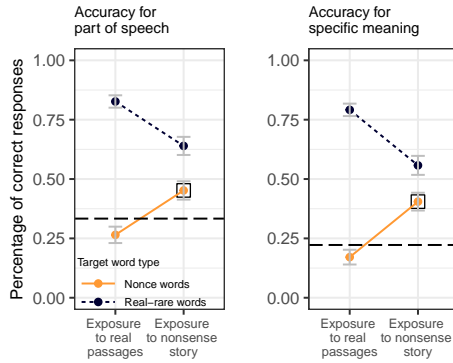 Accuracy for
part of speech
Accuracy for
specific meaning
Percentage of correct responses
1.00
0.75
0.50
0.25
0.00
1.00
0.75
0.50
0.25
0.00
Target word type
Nonce words
Real-rare words
Exposure
to real
passages
Exposure
to nonsense
story
Exposure
to real
passages
Exposure
to nonsense
story